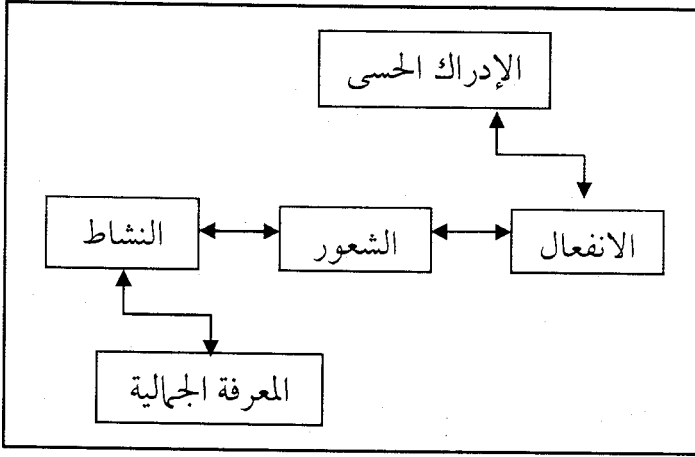 الإدراك الحسى
الانفعال
الشعور
النشاط
المعرفة الجمالية